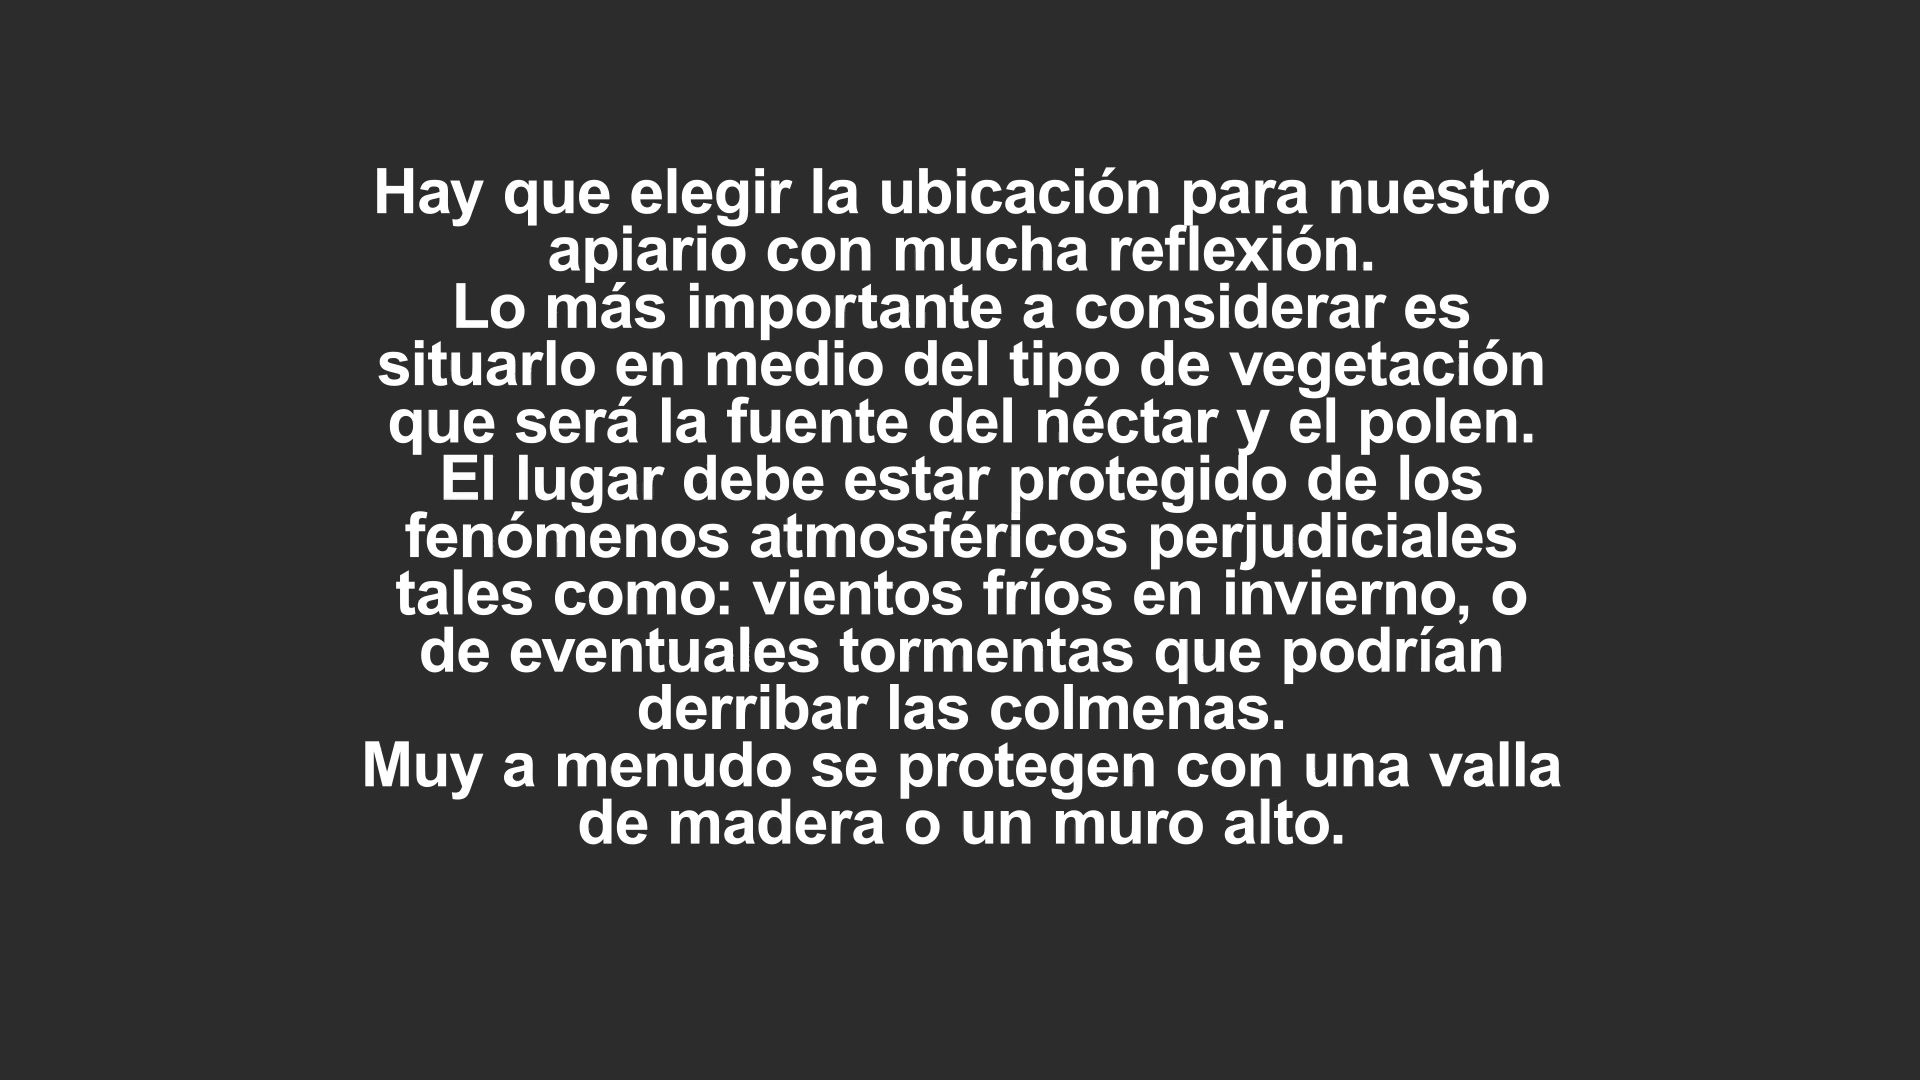 Hay que elegir la ubicación para nuestro
apiario con mucha reflexión.
Lo más importante a considerar es
situarlo en medio del tipo de vegetación
que será la fuente del néctar y el polen.
El lugar debe estar protegido de los
fenómenos atmosféricos perjudiciales
tales como: vientos fríos en invierno, o
de eventuales tormentas que podrían
derribar las colmenas.
Muy a menudo se protegen con una valla
de madera o un muro alto.